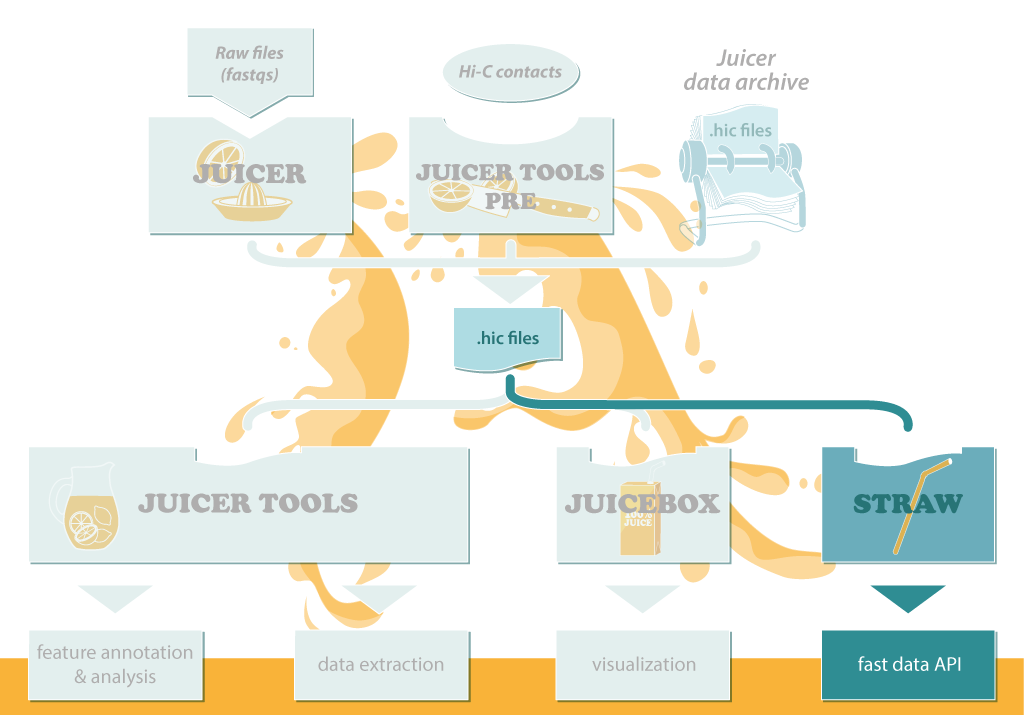 Raw files
(fastqs)
Hi-C contacts
Juicer
data archive
.hic files
JUICER
JUICER TOOLS
PRE
.hic files
JUICER TOOLS
JUICEBOX
100%
JUICE
STRAW
feature annotation
& analysis
data extraction
visualization
fast data API